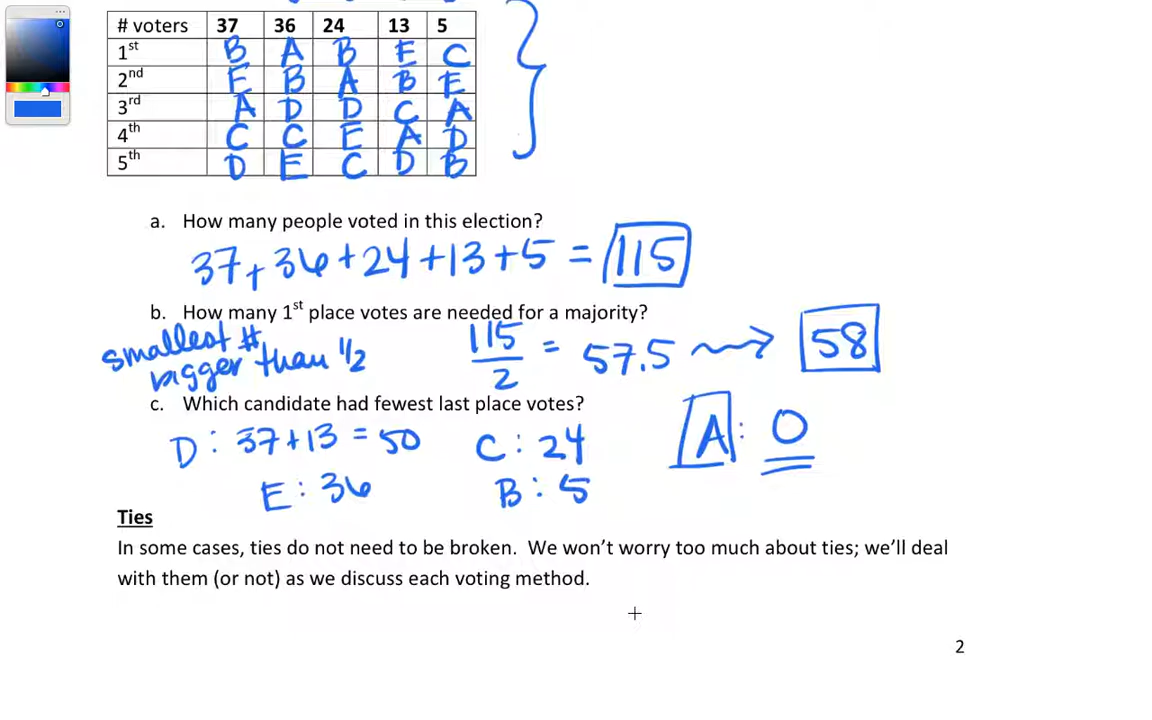 # voters 37 36 24 13 5
1st B A B E C
2nd E B A B E
3rd A D D C A
4th C C E A D
5th D E C D B
a. How many people voted in this election?
37+36+24+13+5 = 115
b. How many 1st place votes are needed for a majority?
smallest #
bigger than 1/2
115/2 = 57.5 → 58
c. Which candidate had fewest last place votes?
D: 37+13=50 C: 24 A: 0
E: 36 B: 5
Ties
In some cases, ties do not need to be broken. We won't worry too much about ties; we'll deal
with them (or not) as we discuss each voting method.
2